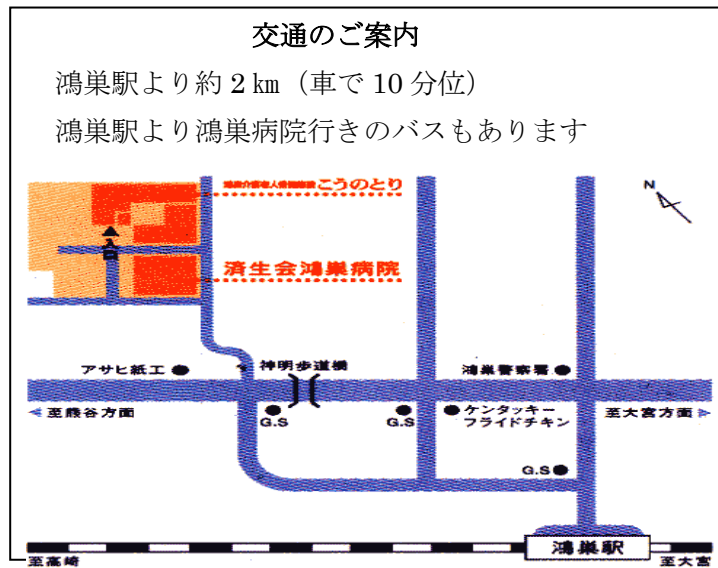 交通のご案内
鴻巣駅より約2㎞（車で10分位）
鴻巣駅より鴻巣病院行きのバスもあります
こうのとり
N
入口
済生会鴻巣病院
アサヒ紙工
神明歩道橋
鴻巣警察署
至熊谷方面
G.S
G.S
ケンタッキー
フライドチキン
至大宮方面
G.S
鴻巣駅
至高崎
至大宮